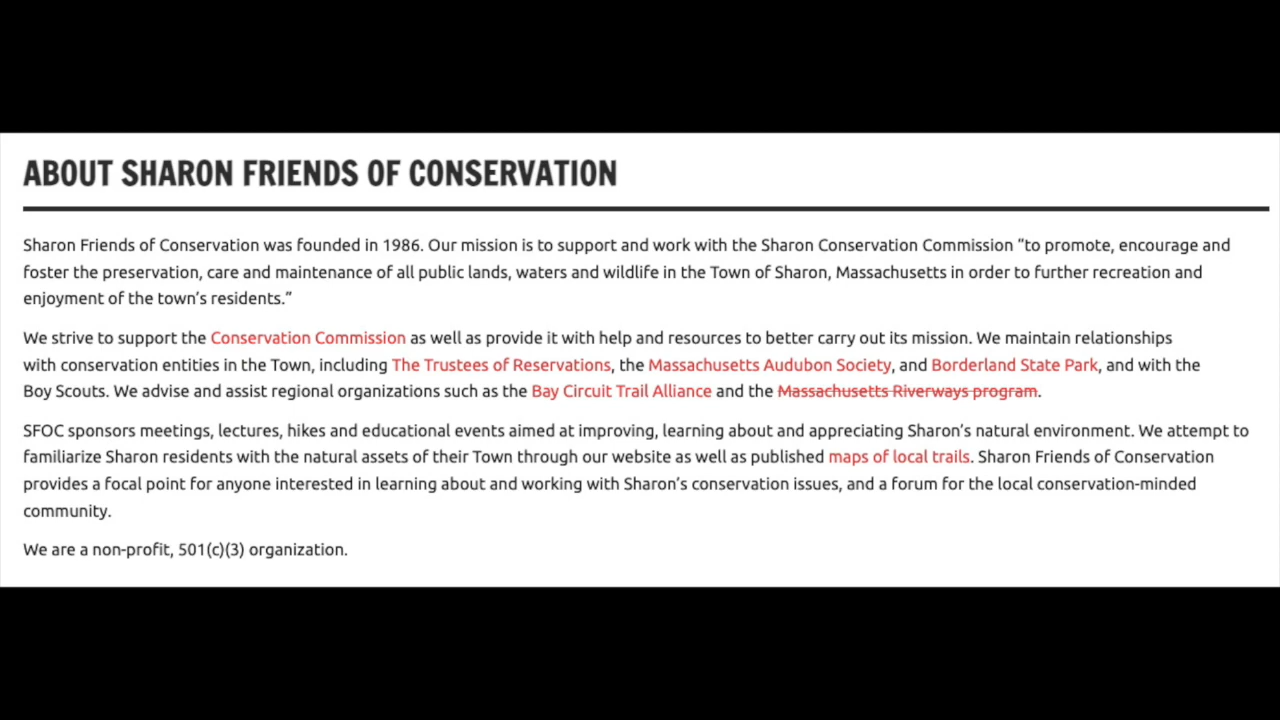 ABOUT SHARON FRIENDS OF CONSERVATION
Sharon Friends of Conservation was founded in 1986. Our mission is to support and work with the Sharon Conservation Commission “to promote, encourage and
foster the preservation, care and maintenance of all public lands, waters and wildlife in the Town of Sharon, Massachusetts in order to further recreation and
enjoyment of the town’s residents.”
We strive to support the Conservation Commission as well as provide it with help and resources to better carry out its mission. We maintain relationships
with conservation entities in the Town, including The Trustees of Reservations, the Massachusetts Audubon Society, and Borderland State Park, and with the
Boy Scouts. We advise and assist regional organizations such as the Bay Circuit Trail Alliance and the Massachusetts Riverways program.
SFOC sponsors meetings, lectures, hikes and educational events aimed at improving, learning about and appreciating Sharon’s natural environment. We attempt to
familiarize Sharon residents with the natural assets of their Town through our website as well as published maps of local trails. Sharon Friends of Conservation
provides a focal point for anyone interested in learning about and working with Sharon’s conservation issues, and a forum for the local conservation-minded
community.
We are a non-profit, 501(c)(3) organization.